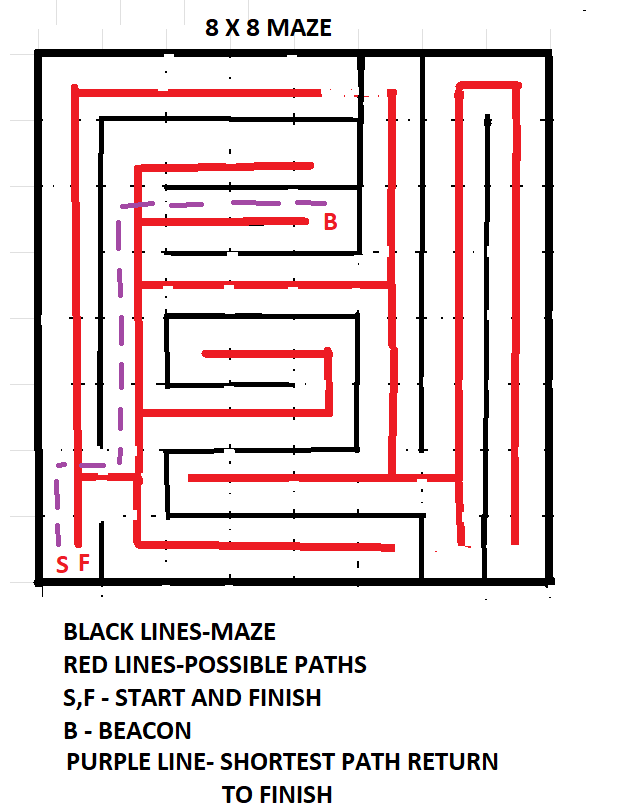 8 X 8 MAZE
B
S F
BLACK LINES-MAZE
RED LINES-POSSIBLE PATHS
S,F - START AND FINISH
B - BEACON
PURPLE LINE- SHORTEST PATH RETURN
TO FINISH